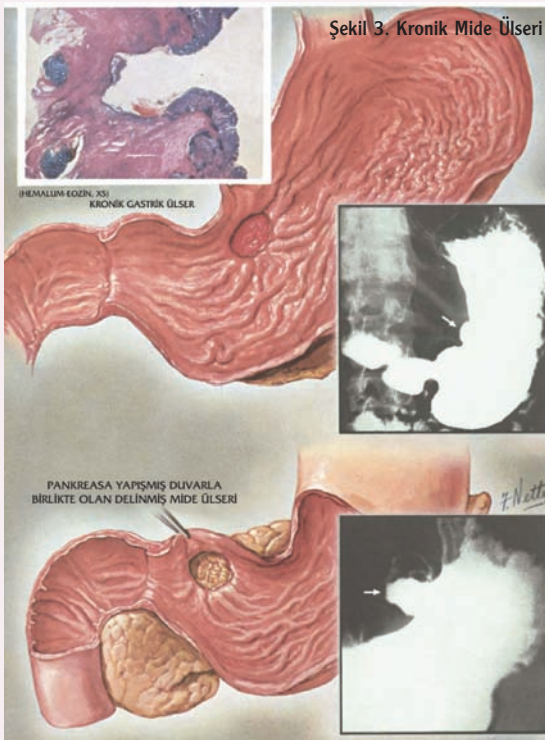 Şekil 3. Kronik Mide Ülseri
(HEMALUM-EOZİN, X5)
KRONİK GASTRİK ÜLSER
PANKREASA YAPIŞMIŞ DUVARLA
BİRLİKTE OLAN DELİNMİŞ MİDE ÜLSERİ
F. Netter